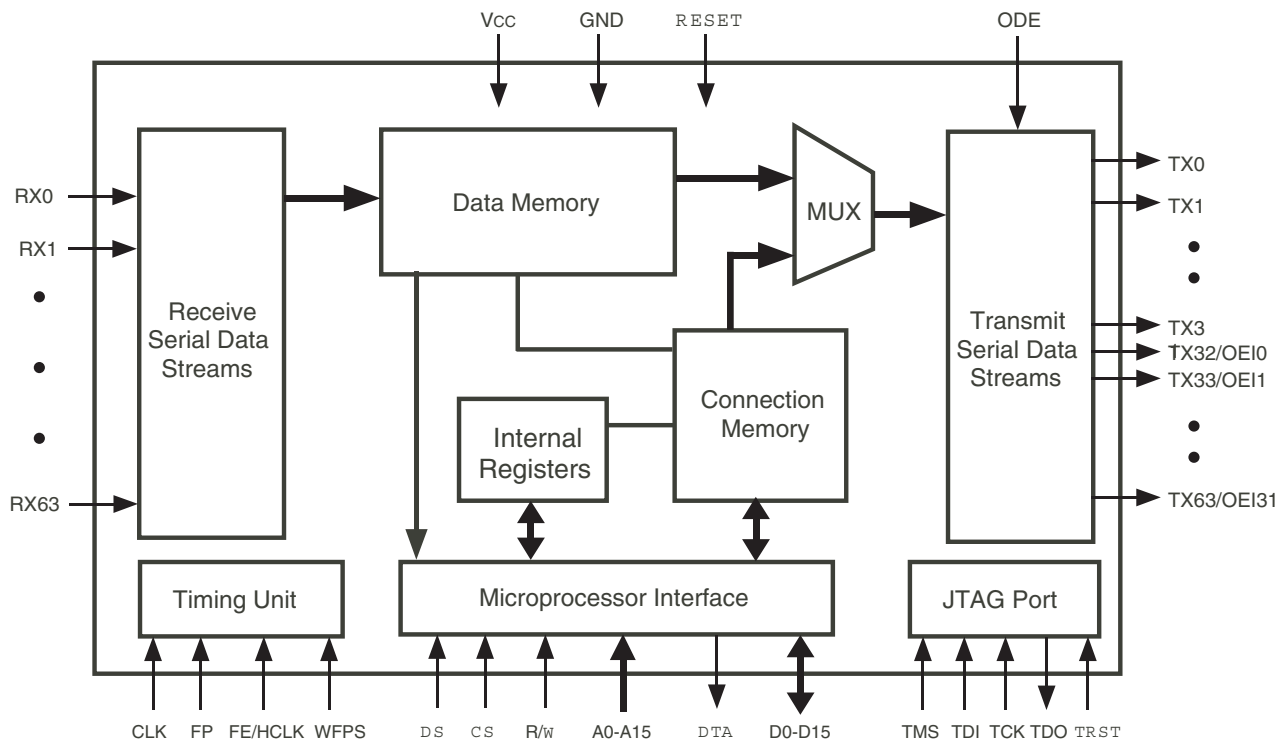 Vcc GND RESET ODE
RX0
RX1
RX63
Receive
Serial Data
Streams
Data Memory
MUX
Internal
Registers
Connection
Memory
Transmit
Serial Data
Streams
TX0
TX1
TX3
TX32/OEI0
TX33/OEI1
TX63/OEI31
Timing Unit
Microprocessor Interface
JTAG Port
CLK FP FE/HCLK WFPS DS CS R/W A0-A15 DTA D0-D15 TMS TDI TCK TDO TRST